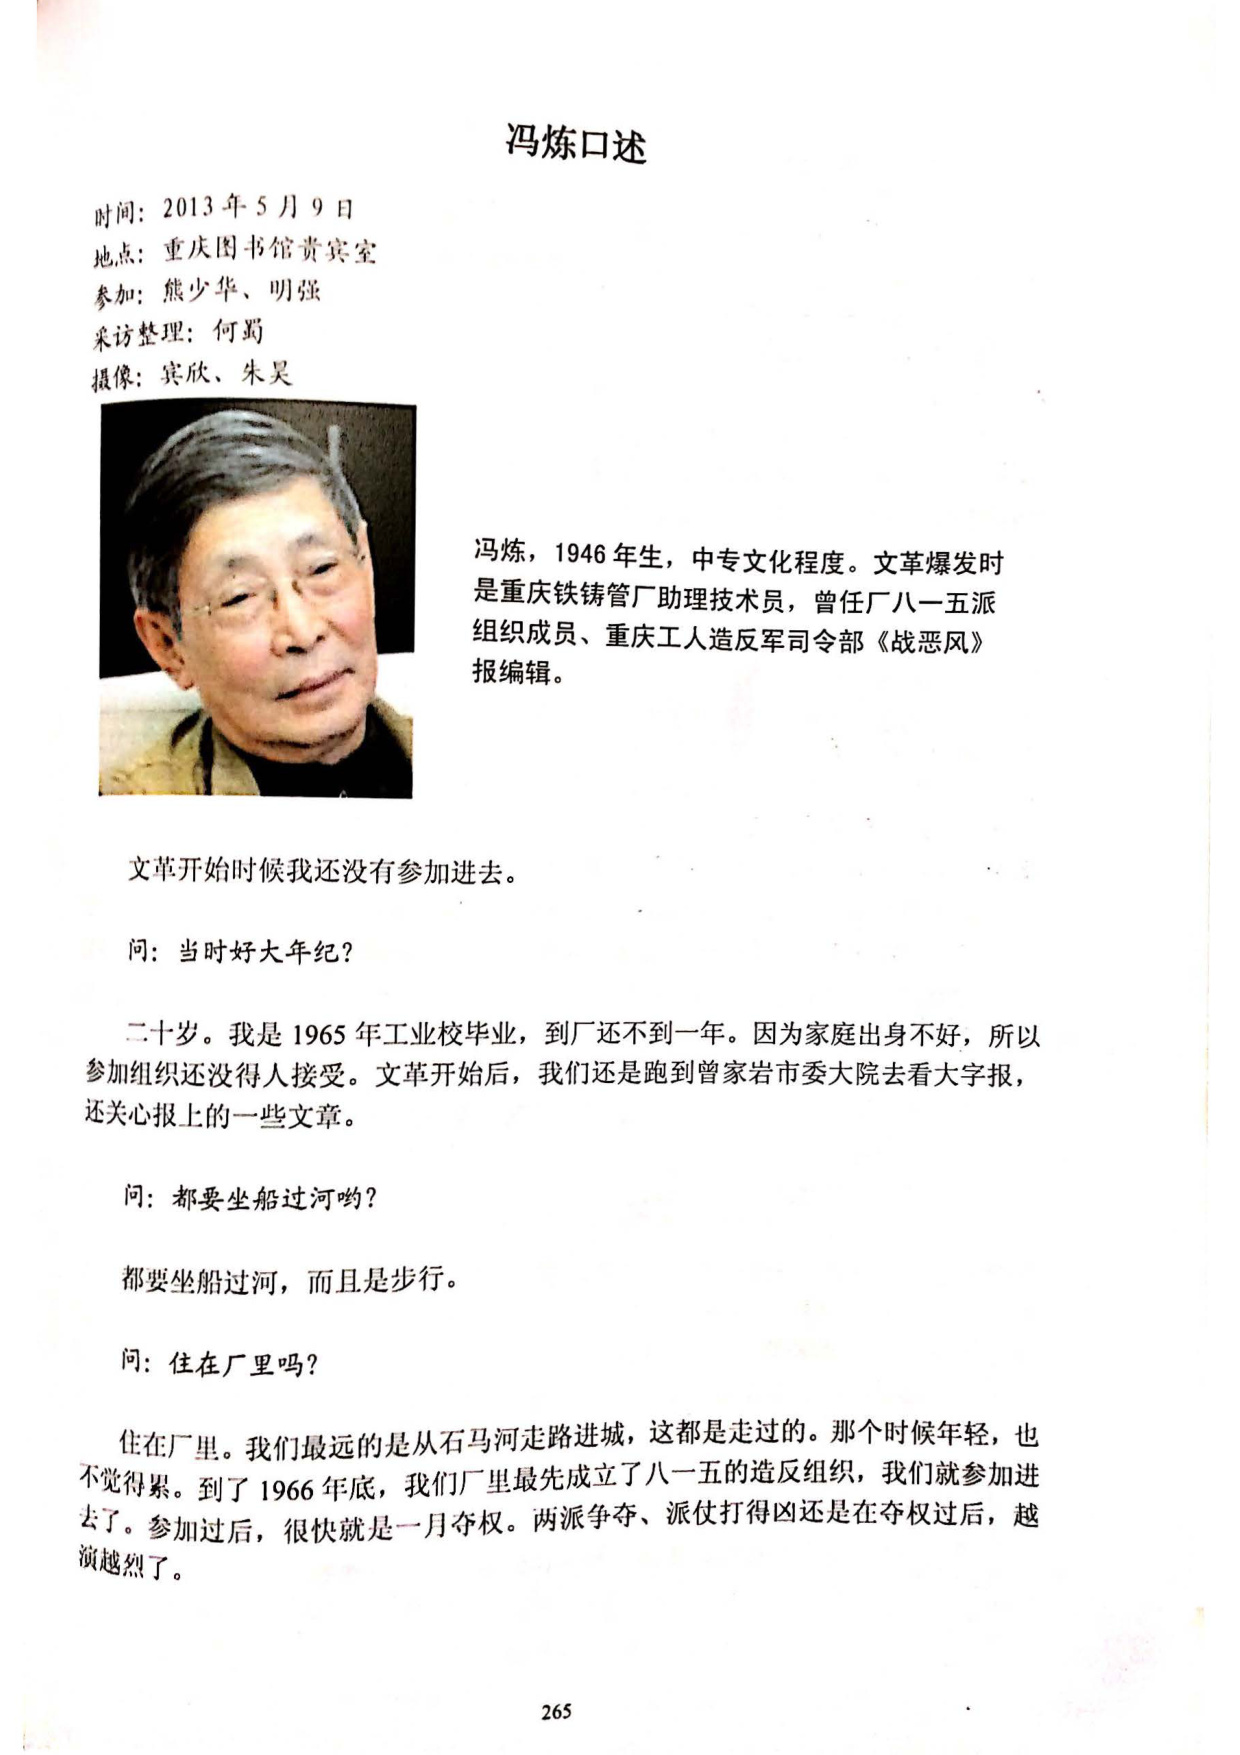 冯炼口述
时间：2013年5月9日
地点：重庆图书馆贵宾室
参加：熊少华、明强
采访整理：何蜀
摄像：宾欣、朱昊
冯炼，1946年生，中专文化程度。文革爆发时
是重庆铁铸管厂助理技术员，曾任厂八一五派
组织成员、重庆工人造反军司令部《战恶风》
报编辑。
文革开始时候我还没有参加进去。
问：当时好大年纪？
二十岁。我是1965年工业校毕业，到厂还不到一年。因为家庭出身不好，所以
参加组织还没得人接受。文革开始后，我们还是跑到曾家岩市委大院去看大字报，
还关心报上的一些文章。
问：都要坐船过河哟？
都要坐船过河，而且是步行。
问：住在厂里吗？
住在厂里。我们最远的是从石马河走路进城，这都是走过的。那个时候年轻，也
不觉得累。到了1966年底，我们厂里最先成立了八一五的造反组织，我们就参加进
去了。参加过后，很快就是一月夺权。两派争夺、派仗打得凶还是在夺权过后，越
演越烈了。
265